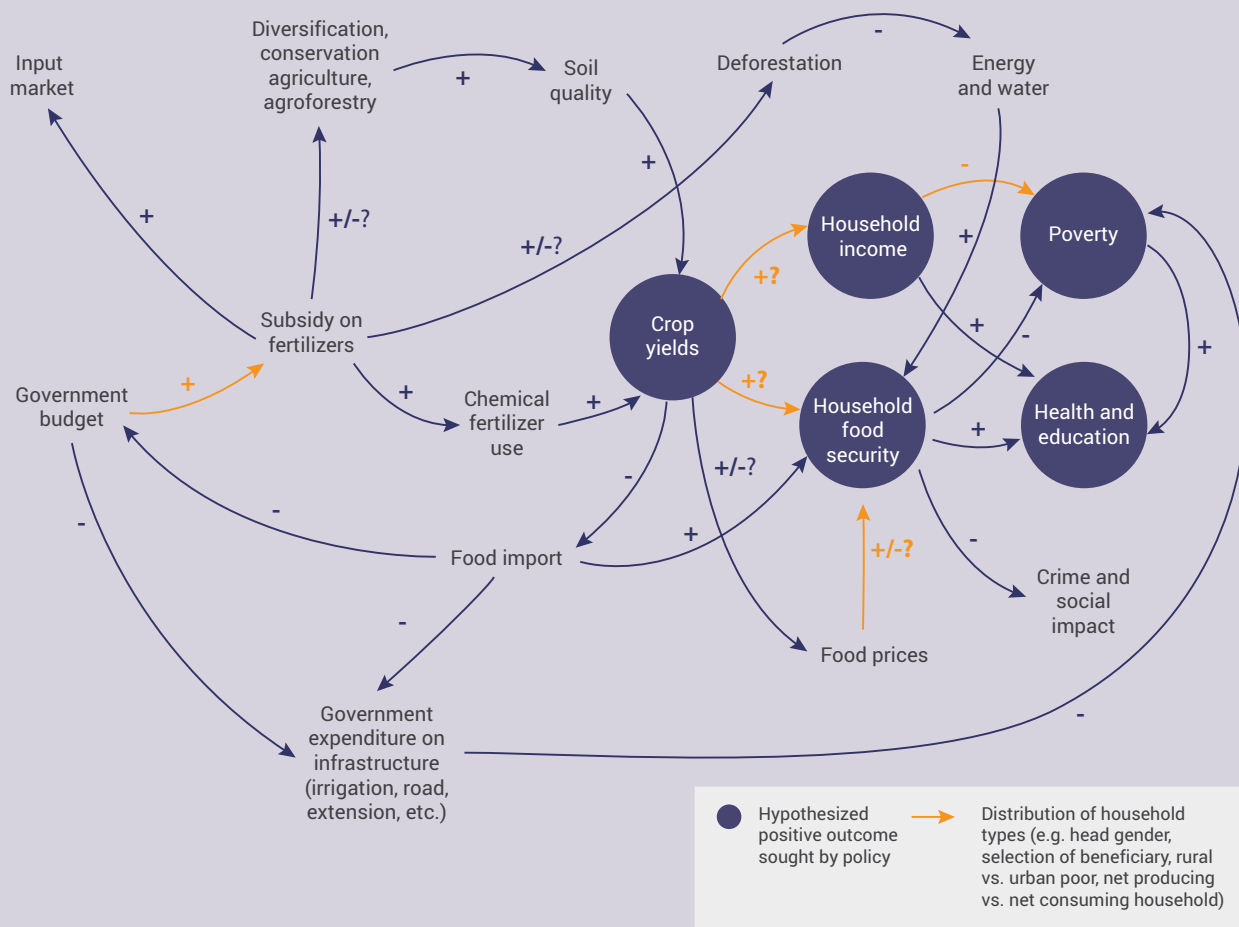 Input
market
Diversification,
conservation
agriculture,
agroforestry
+
Soil
quality
Deforestation
-
Energy
and water
+
+/-?
+/-?
+
+?
Household
income
-
Poverty
+
+
-
+
Subsidy on
fertilizers
Crop
yields
Government
budget
+
+
Chemical
fertilizer
use
+
+?
Household
food
security
+
Health and
education
-
-
-
+
+/-?
+/-?
-
Food import
Crime and
social
impact
Food prices
-
-
Government
expenditure on
infrastructure
(irrigation, road,
extension, etc.)
Hypothesized
positive outcome
sought by policy
Distribution of household
types (e.g. head gender,
selection of beneficiary, rural
vs. urban poor, net producing
vs. net consuming household)